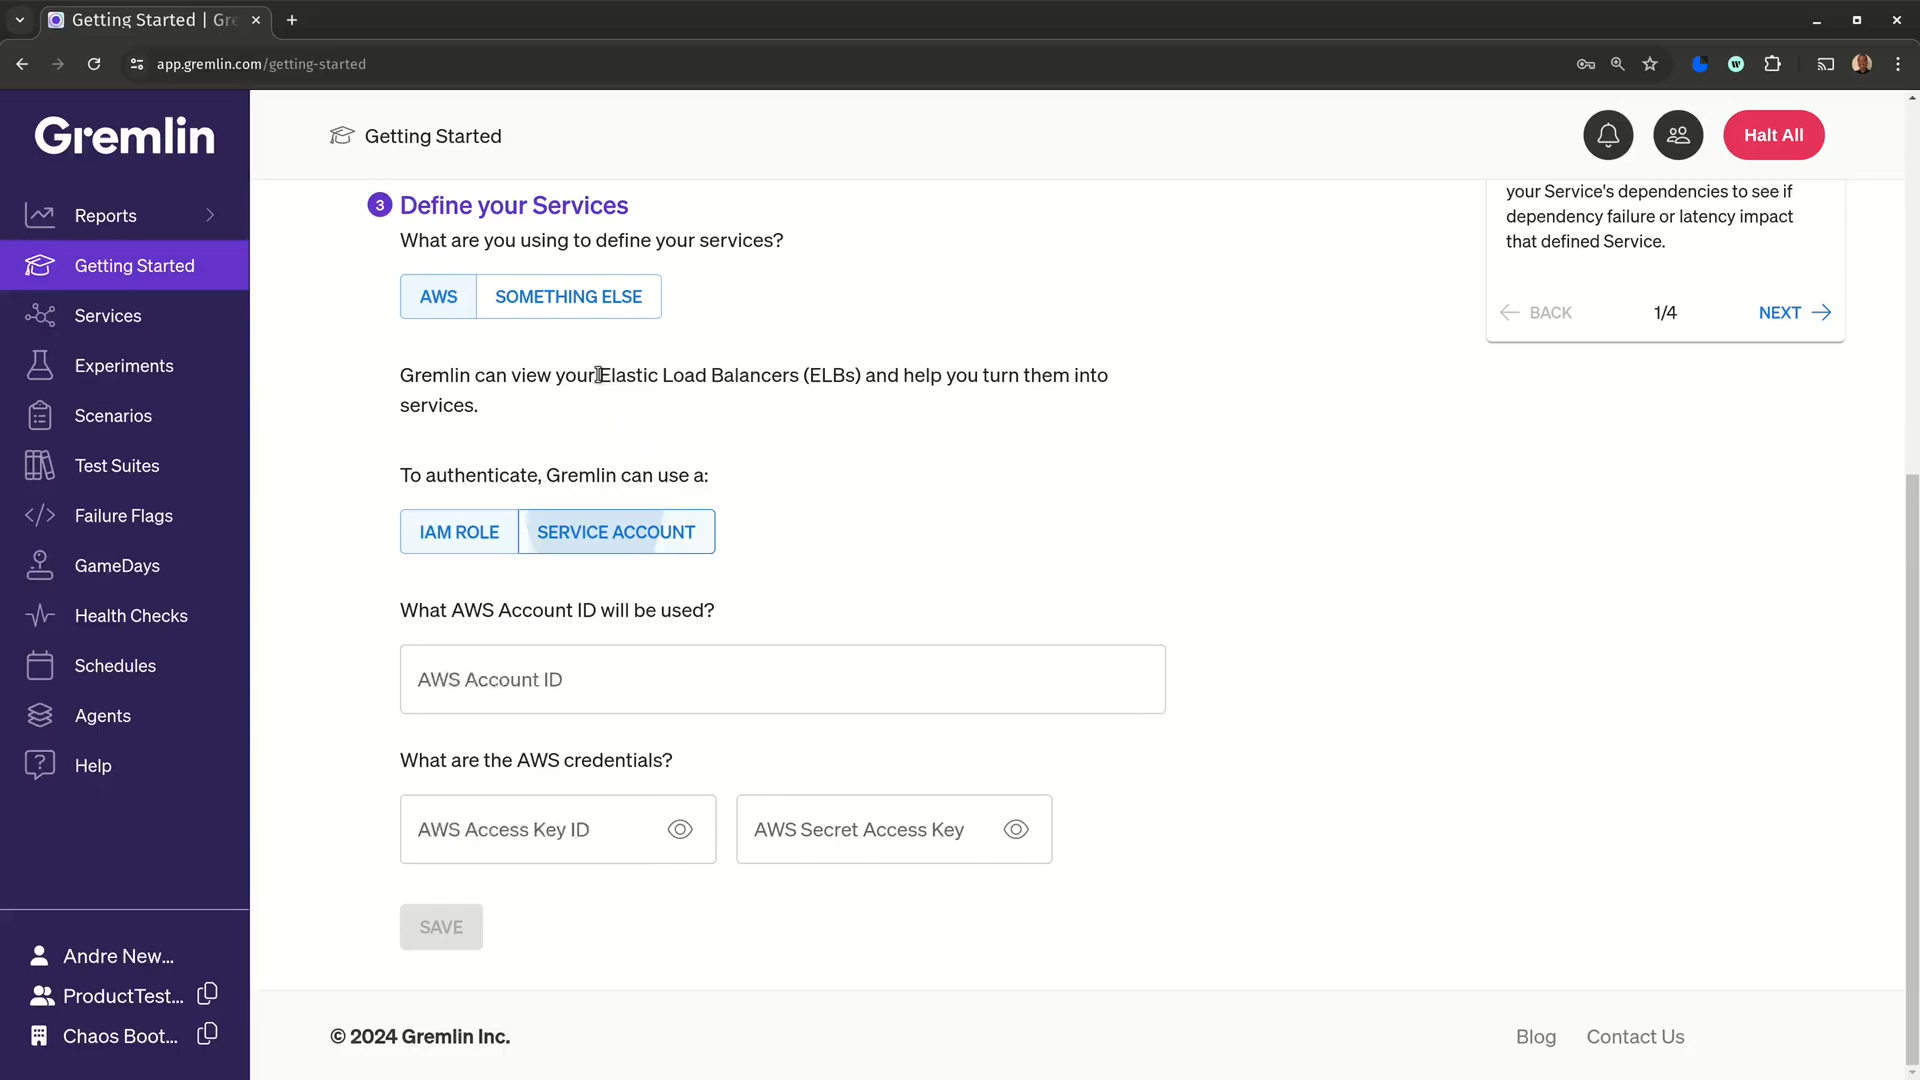 Getting Started | Gre
app.gremlin.com/getting-started
Gremlin
Reports
Getting Started
Services
Experiments
Scenarios
Test Suites
Failure Flags
GameDays
Health Checks
Schedules
Agents
Help
Andre New...
ProductTest...
Chaos Boot...
Getting Started
Halt All
3 Define your Services
What are you using to define your services?
AWS SOMETHING ELSE
Gremlin can view your Elastic Load Balancers (ELBs) and help you turn them into
services.
To authenticate, Gremlin can use a:
IAM ROLE SERVICE ACCOUNT
What AWS Account ID will be used?
AWS Account ID
What are the AWS credentials?
AWS Access Key ID AWS Secret Access Key
SAVE
your Service's dependencies to see if
dependency failure or latency impact
that defined Service.
BACK 1/4 NEXT
© 2024 Gremlin Inc.
Blog Contact Us